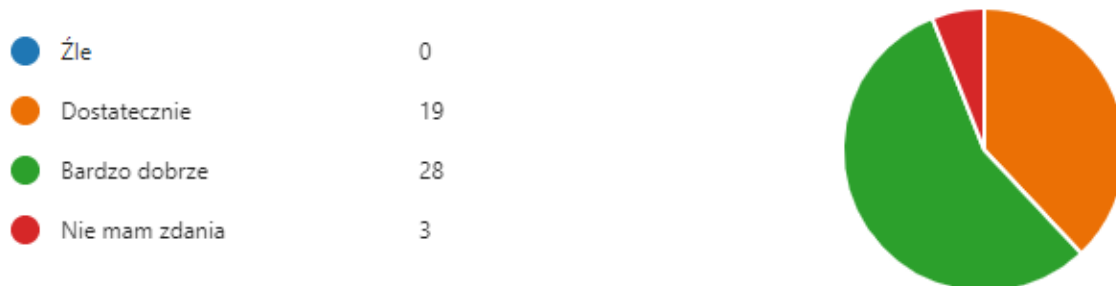 Źle 0
Dostatecznie 19
Bardzo dobrze 28
Nie mam zdania 3